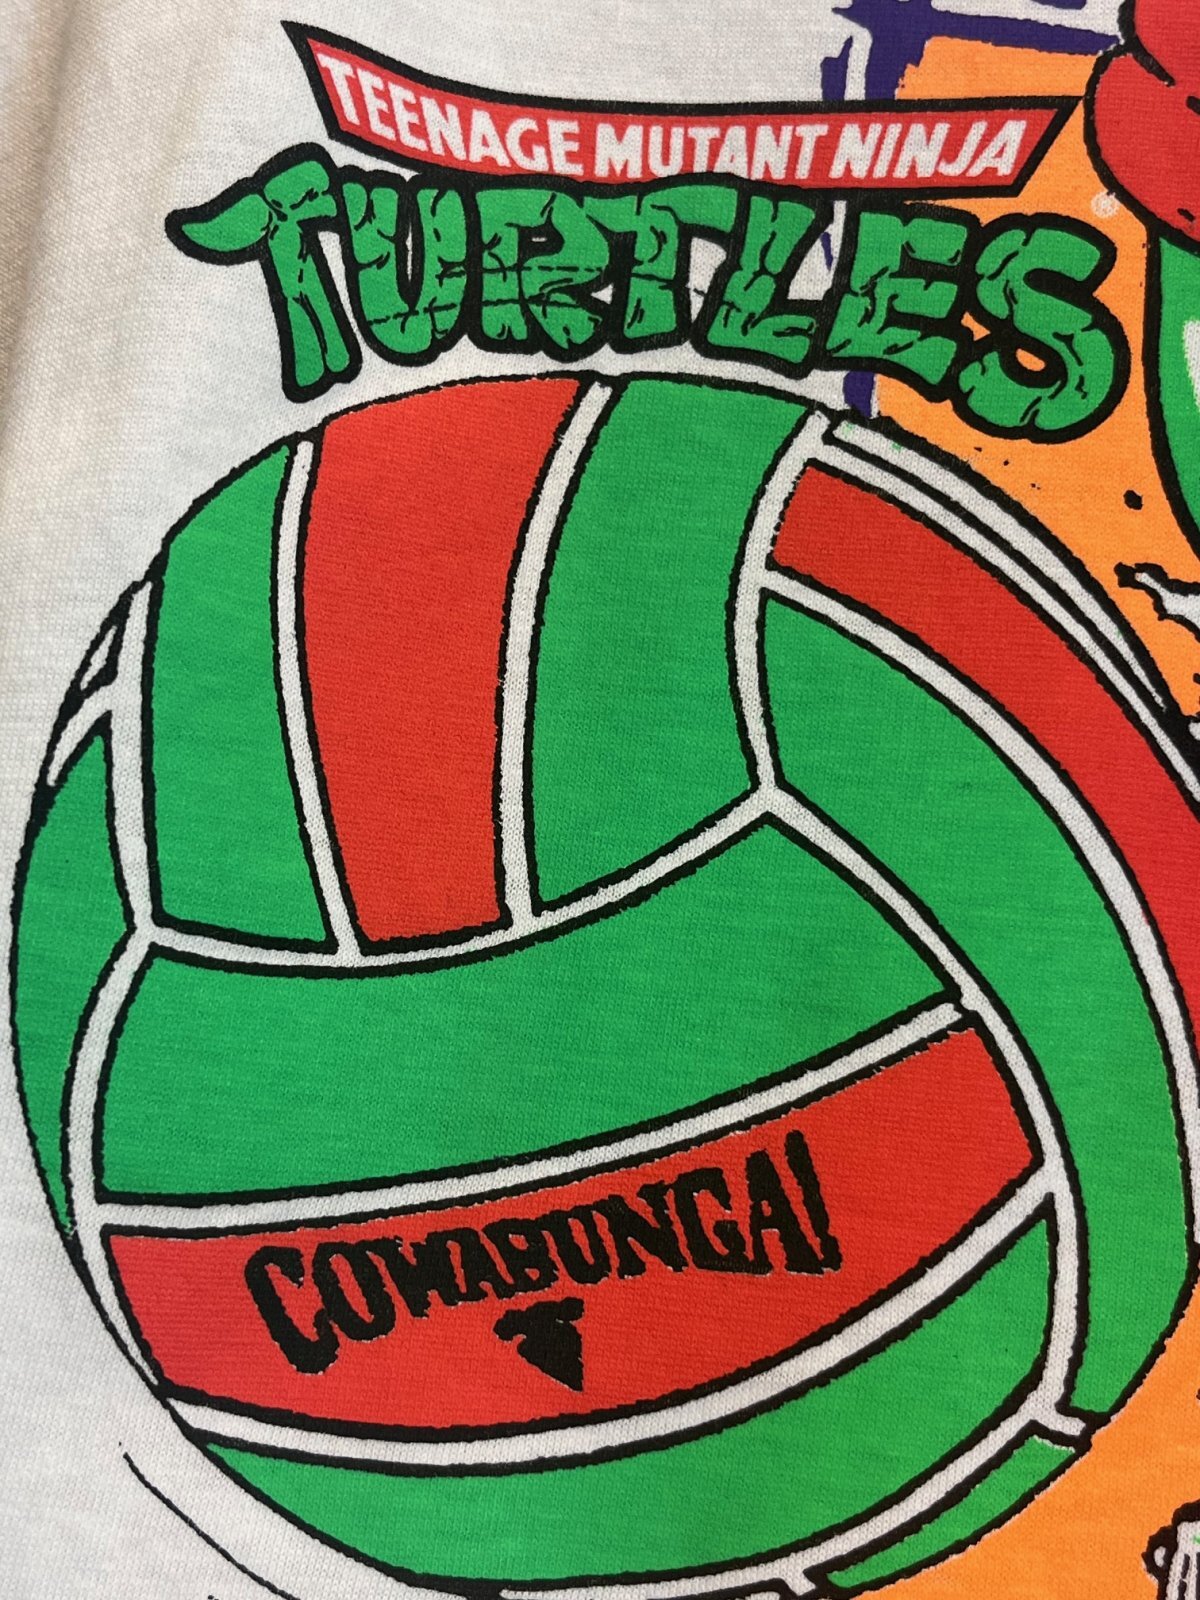 TEENAGE MUTANT NINJA
TURTLES
®
COWABUNGA!